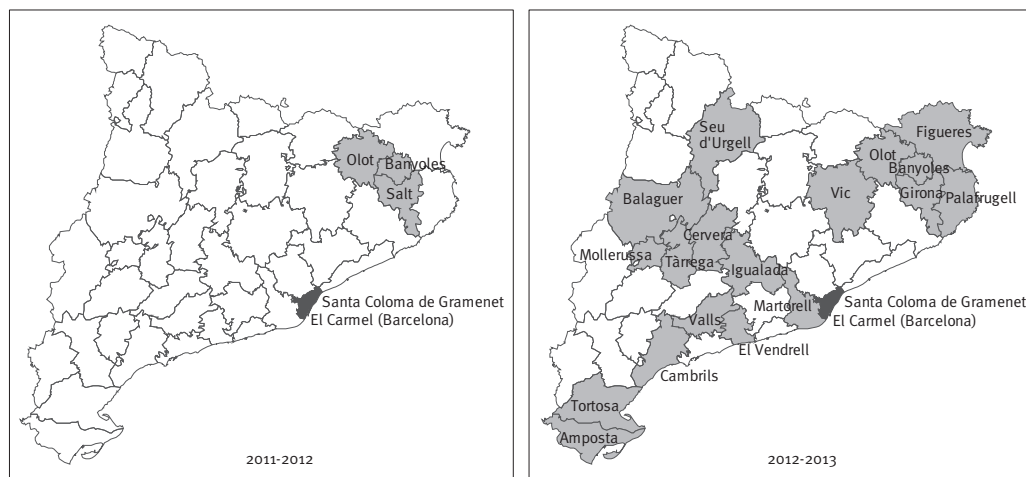 Olot
Banyoles
Salt
Santa Coloma de Gramenet
El Carmel (Barcelona)
2011-2012
Seu
d'Urgell
Figueres
Olot
Banyoles
Girona
Palafrugell
Vic
Balaguer
Cervera
Mollerussa
Tàrrega
Igualada
Martorell
Santa Coloma de Gramenet
El Carmel (Barcelona)
Valls
El Vendrell
Cambrils
Tortosa
Amposta
2012-2013